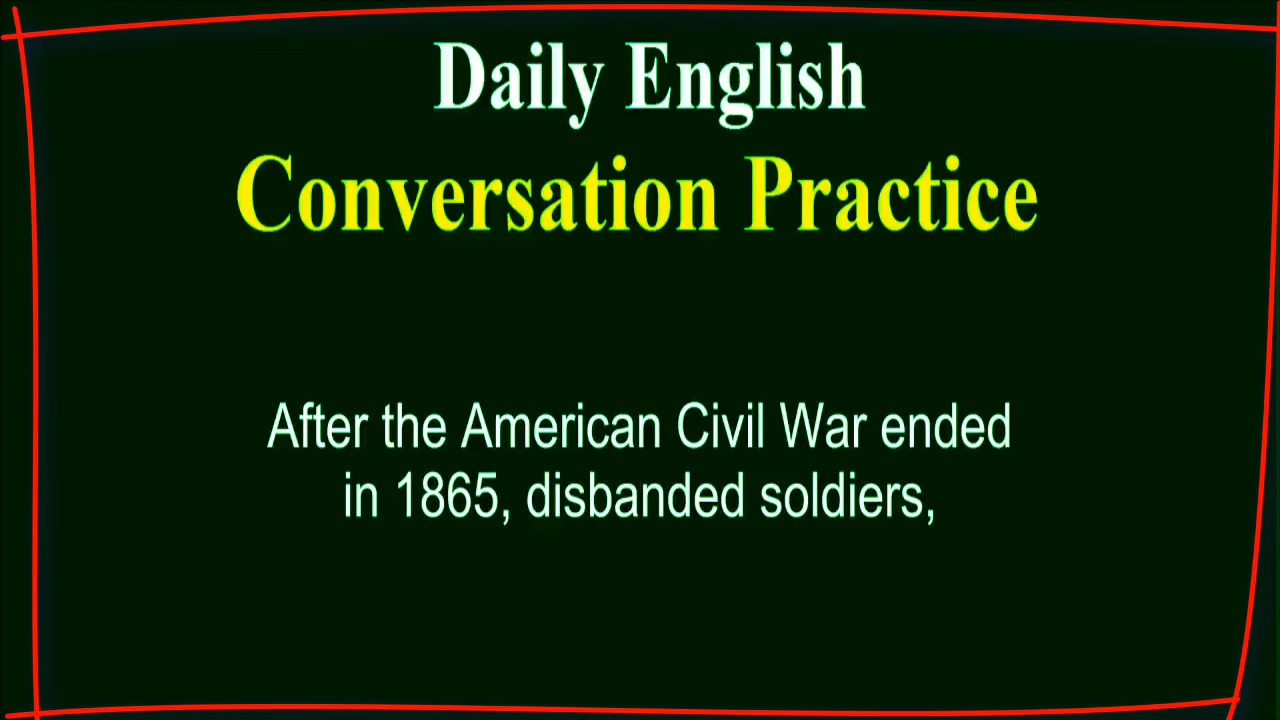 Daily English
Conversation Practice
After the American Civil War ended
in 1865, disbanded soldiers,